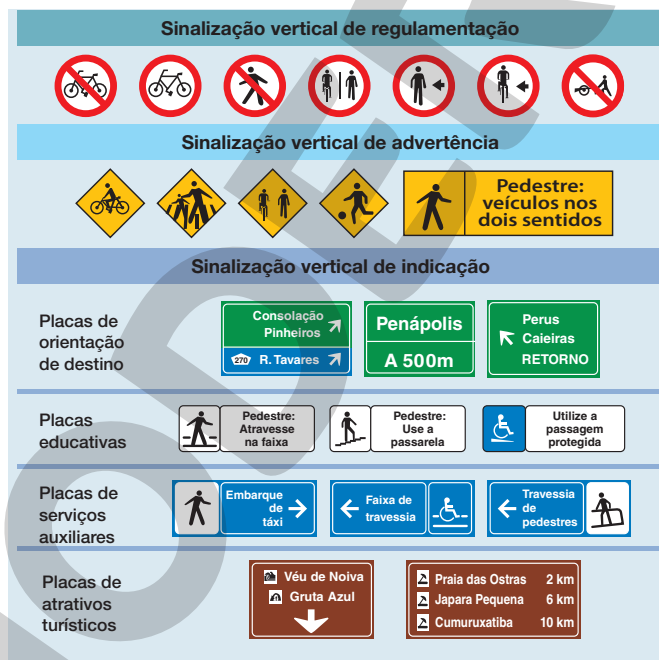 Sinalização vertical de regulamentação
Sinalização vertical de advertência
Pedestre:
veículos nos
dois sentidos
Sinalização vertical de indicação
Placas de
orientação
de destino
Consolação
Pinheiros
270 R. Tavares
Penápolis
A 500m
Perus
Caieiras
RETORNO
Placas
educativas
Pedestre:
Atravesse
na faixa
Pedestre:
Use a
passarela
Utilize a
passagem
protegida
Placas de
serviços
auxiliares
Embarque
de
táxi
Faixa de
travessia
Travessia
de
pedestres
Placas de
atrativos
turísticos
Véu de Noiva
Gruta Azul
Praia das Ostras 2 km
Japara Pequena 6 km
Cumuruxatiba 10 km